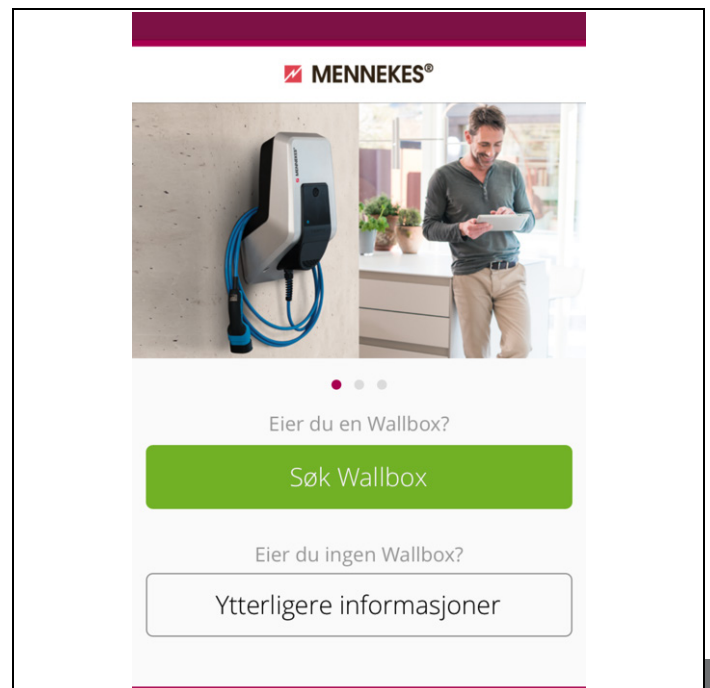 MENNEKES®
Eier du en Wallbox?
Søk Wallbox
Eier du ingen Wallbox?
Ytterligere informasjoner